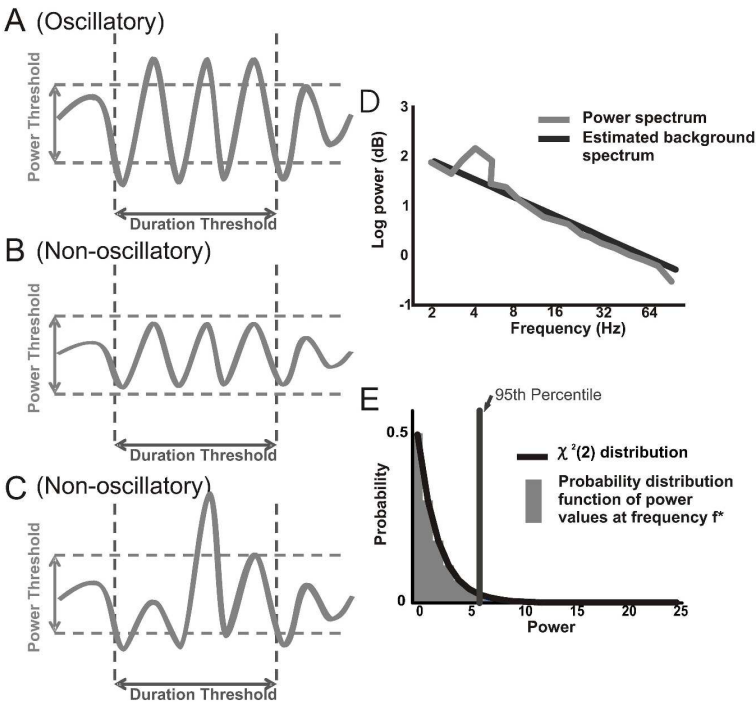 A (Oscillatory)
Power Threshold
Duration Threshold
B (Non-oscillatory)
Power Threshold
Duration Threshold
C (Non-oscillatory)
Power Threshold
Duration Threshold
D
3
2
1
0
-1
Log power (dB)
Power spectrum
Estimated background
spectrum
2 4 8 16 32 64
Frequency (Hz)
E
95th Percentile
0.5
0
Probability
χ²(2) distribution
Probability distribution
function of power
values at frequency f*
0 5 10 15 20 25
Power